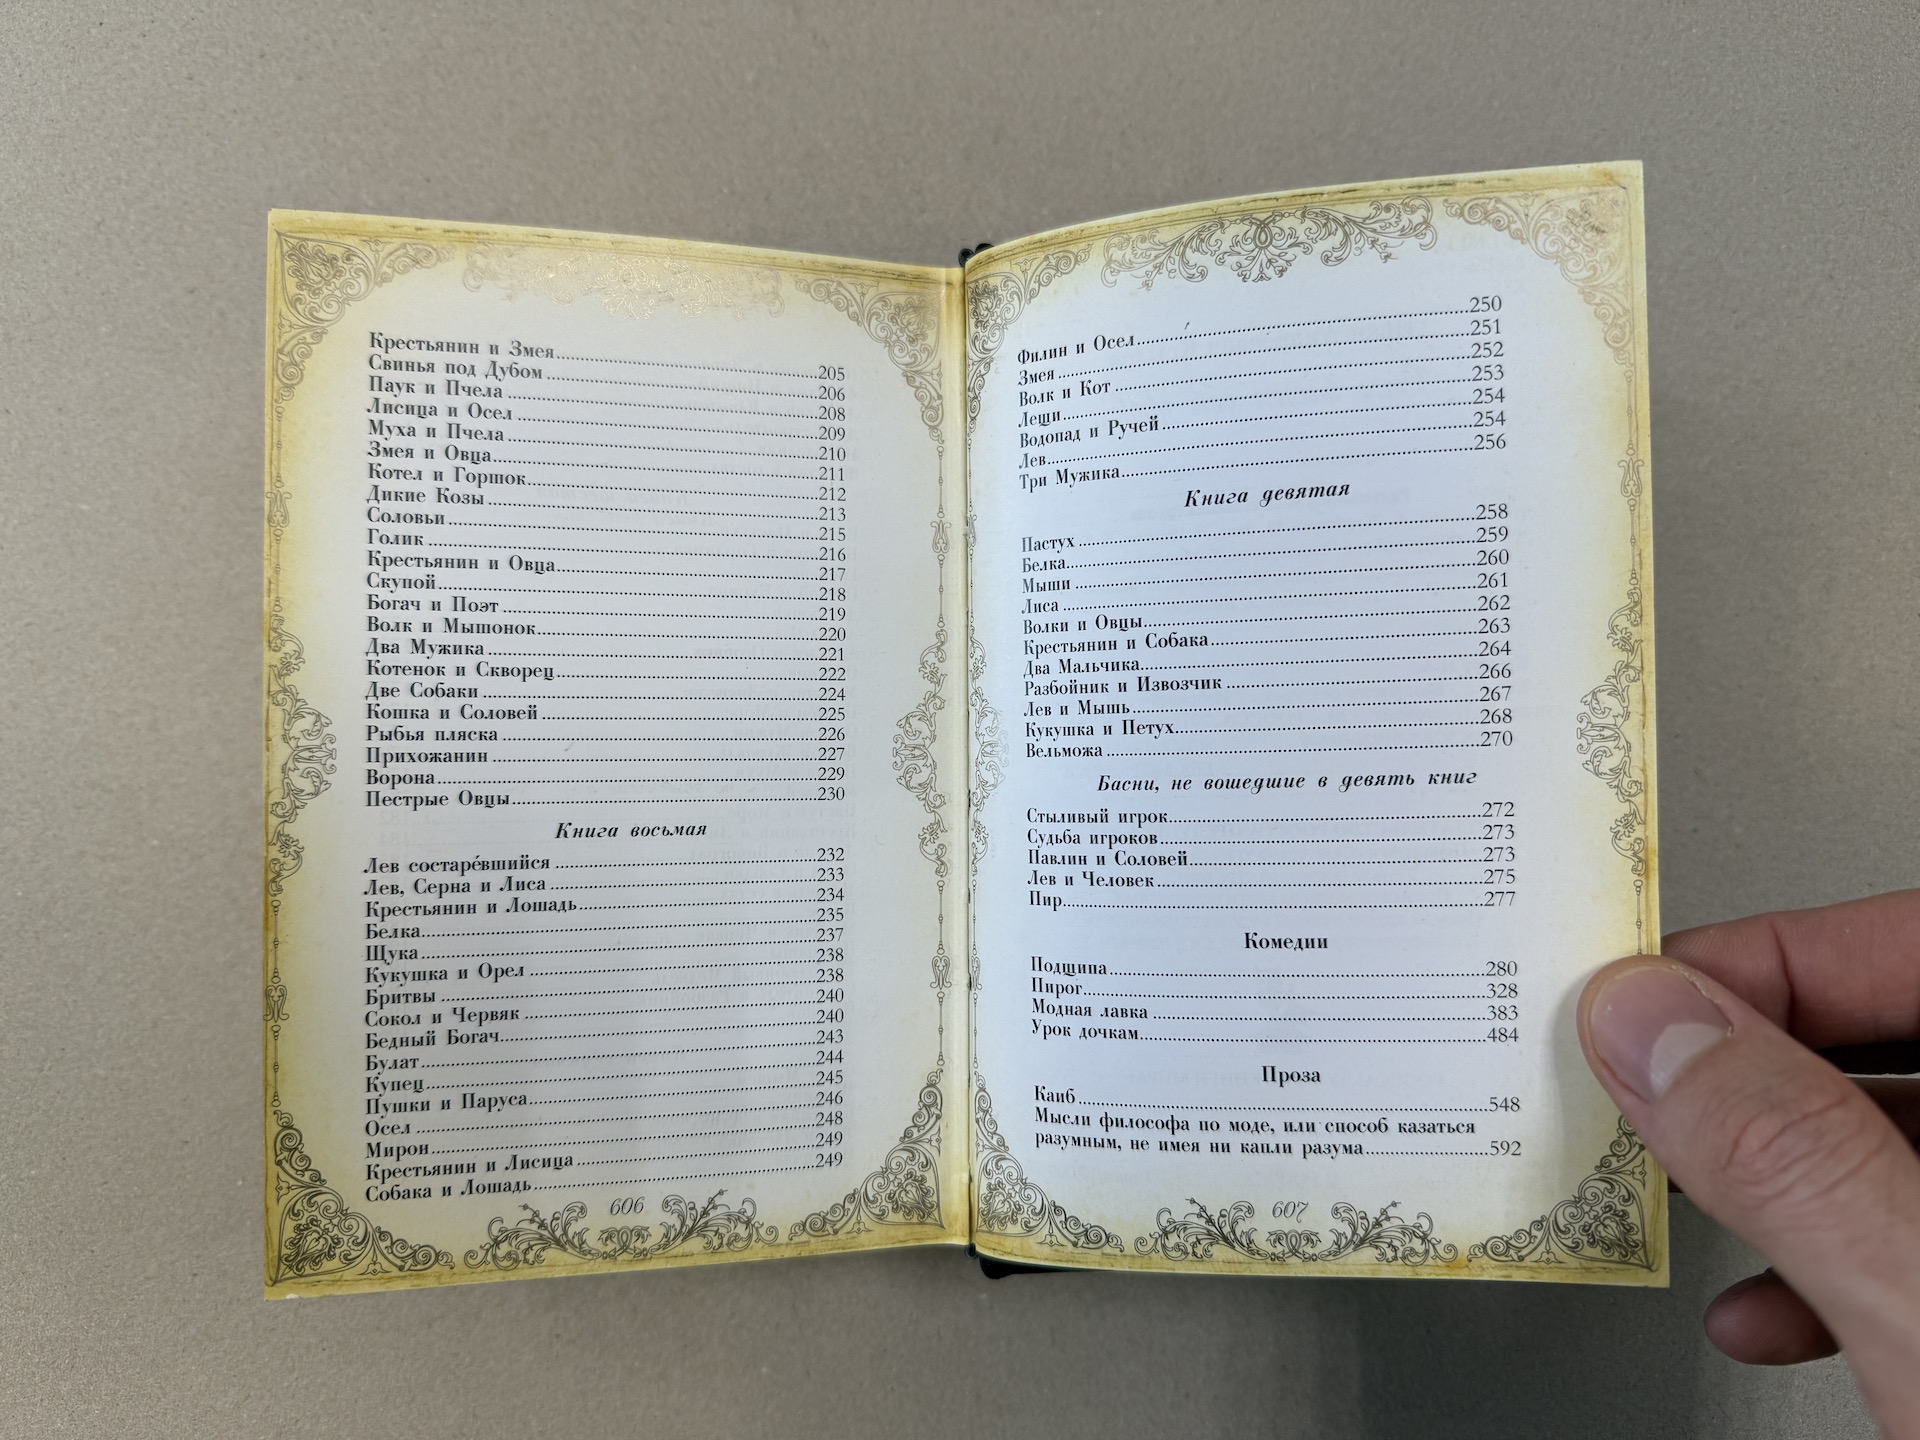 Крестьянин и Змея....205
Свинья под Дубом....206
Паук и Пчела....208
Лисица и Осел....209
Муха и Пчела....210
Змея и Овца....211
Котел и Горшок....212
Дикие Козы....213
Соловьи....215
Голик....216
Крестьянин и Овца....217
Скупой....218
Богач и Поэт....219
Волк и Мышонок....220
Два Мужика....221
Котенок и Скворец....222
Две Собаки....224
Кошка и Соловей....225
Рыбья пляска....226
Прихожанин....227
Ворона....229
Пестрые Овцы....230
Книга восьмая
Лев состаре́вшийся....232
Лев, Серна и Лиса....233
Крестьянин и Лошадь....234
Белка....235
Щука....237
Кукушка и Орел....238
Бритвы....238
Сокол и Червяк....240
Бедный Богач....240
Булат....243
Купец....244
Пушки и Паруса....245
Осел....246
Мирон....248
Крестьянин и Лисица....249
Собака и Лошадь....249
606
Филин и Осел....250
Змея....251
Волк и Кот....252
Лещи....253
Водопад и Ручей....254
Лев....254
Три Мужика....256
Книга девятая
Пастух....258
Белка....259
Мыши....260
Лиса....261
Волки и Овцы....262
Крестьянин и Собака....263
Два Мальчика....264
Разбойник и Извозчик....266
Лев и Мышь....267
Кукушка и Петух....268
Вельможа....270
Басни, не вошедшие в девять книг
Стыливый игрок....272
Судьба игроков....273
Павлин и Соловей....273
Лев и Человек....275
Пир....277
Комедии
Подщипа....280
Пирог....328
Модная лавка....383
Урок дочкам....484
Проза
Каиб....548
Мысли философа по моде, или способ казаться
разумным, не имея ни капли разума....592
607